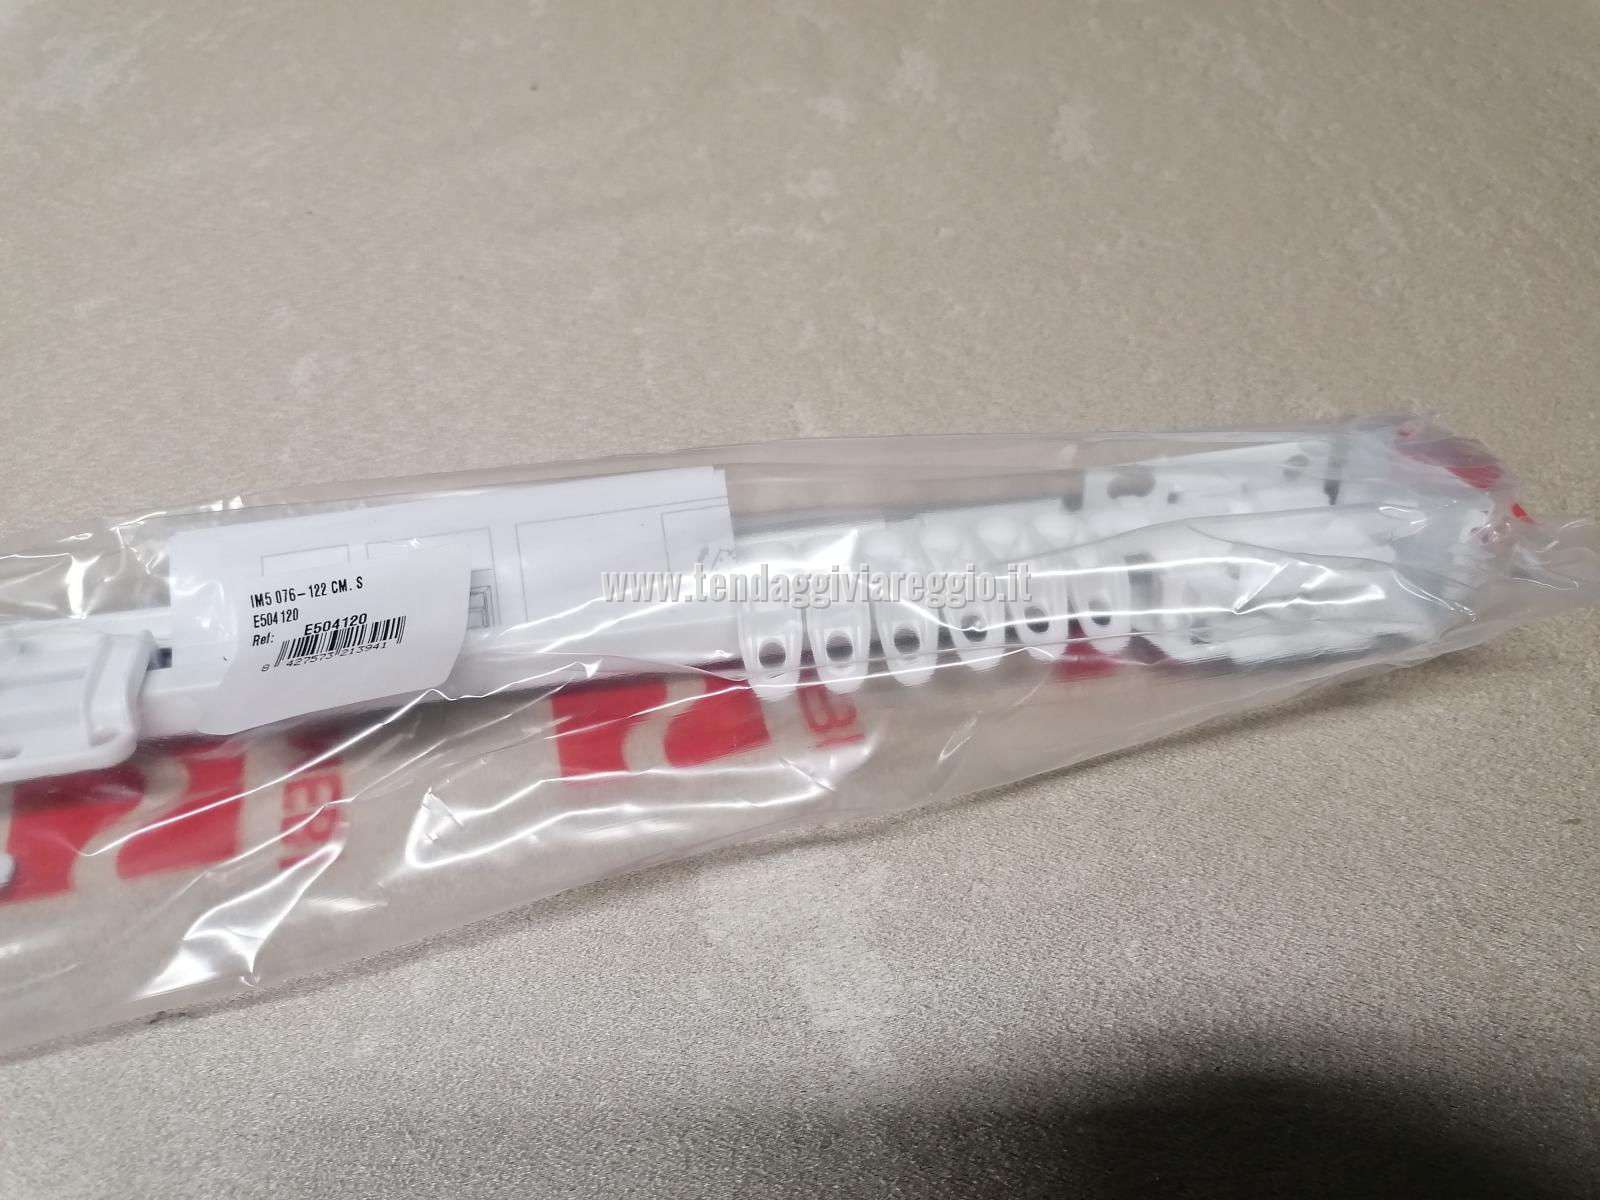 IM5 076-122 CM. S
E504120
Ref: E504120
8 427573 213941
www.tendaggiviareggio.it